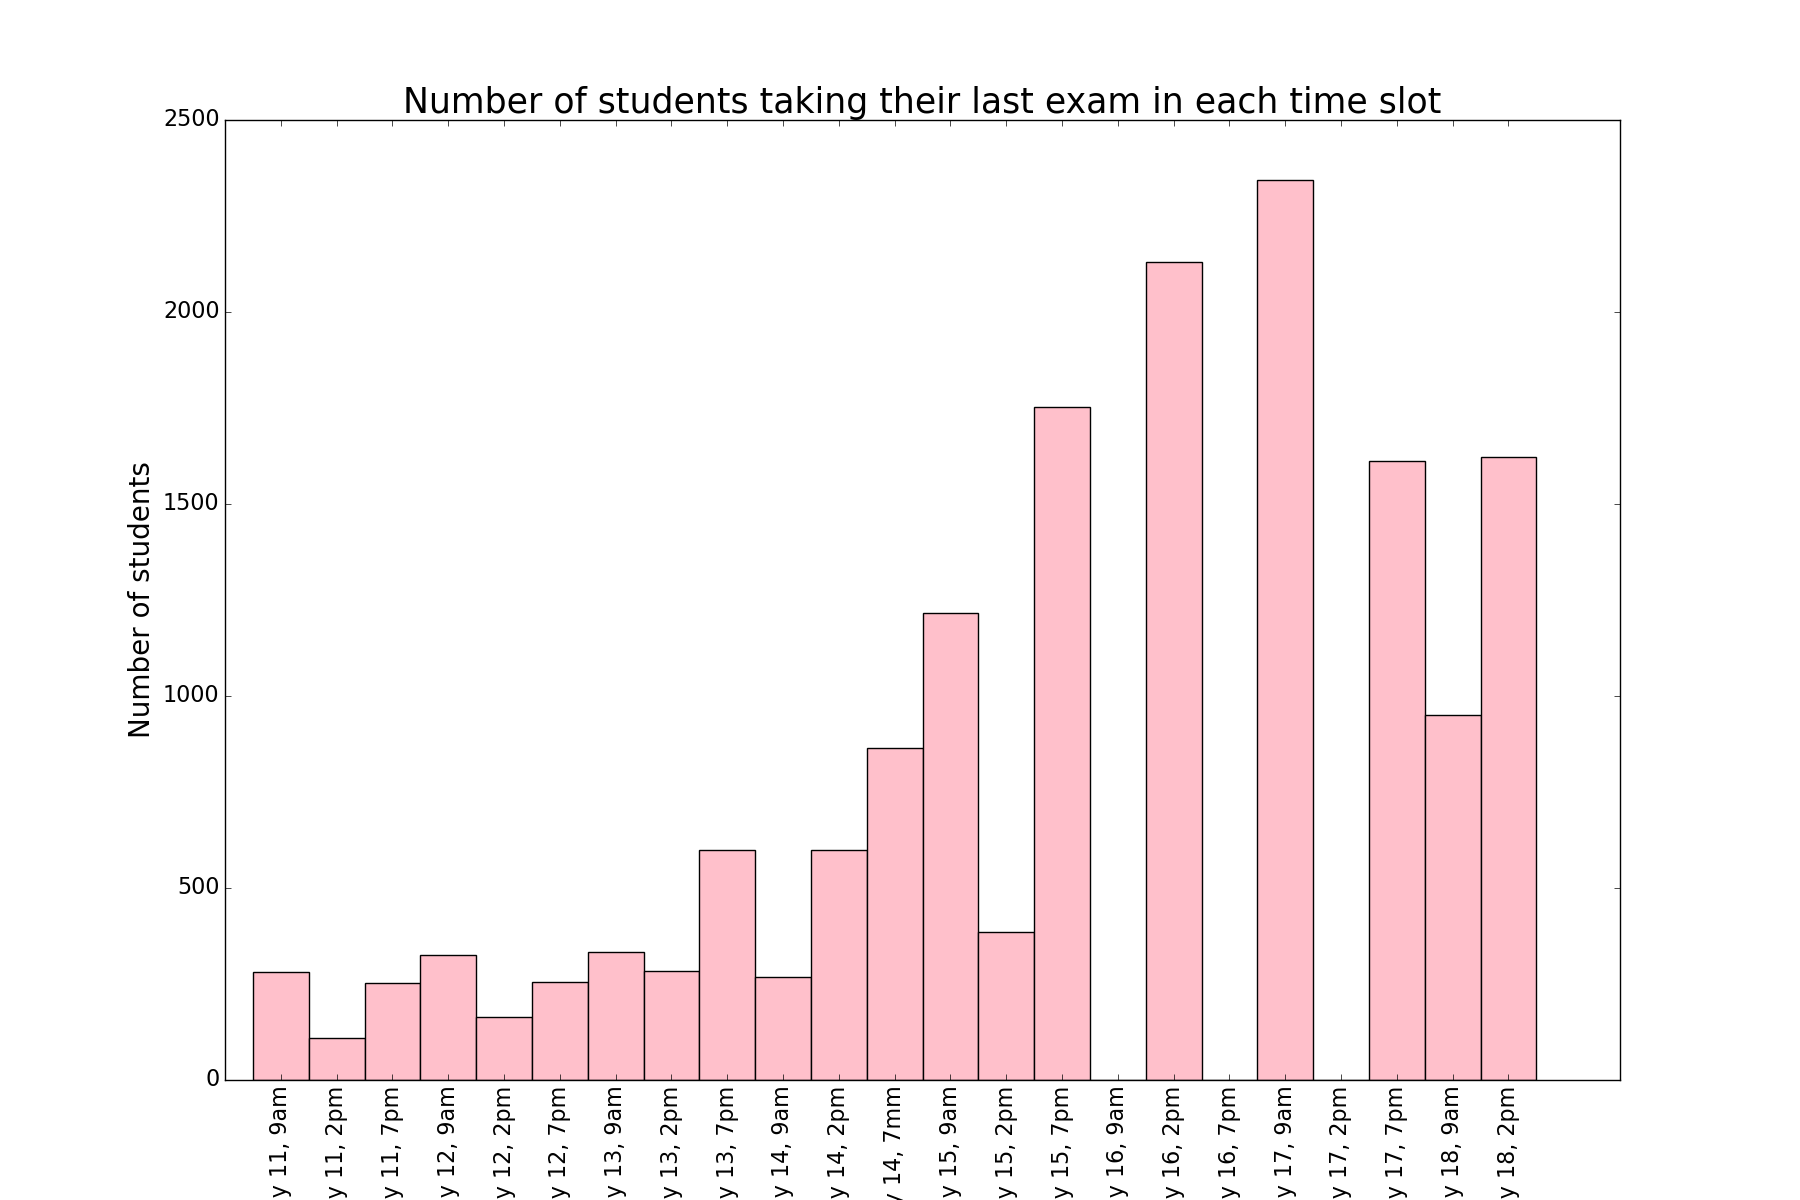 Number of students taking their last exam in each time slot
2500
2000
1500
1000
500
0
Number of students
y 11, 9am
y 11, 2pm
y 11, 7pm
y 12, 9am
y 12, 2pm
y 12, 7pm
y 13, 9am
y 13, 2pm
y 13, 7pm
y 14, 9am
y 14, 2pm
y 14, 7mm
y 15, 9am
y 15, 2pm
y 15, 7pm
y 16, 9am
y 16, 2pm
y 16, 7pm
y 17, 9am
y 17, 2pm
y 17, 7pm
y 18, 9am
y 18, 2pm